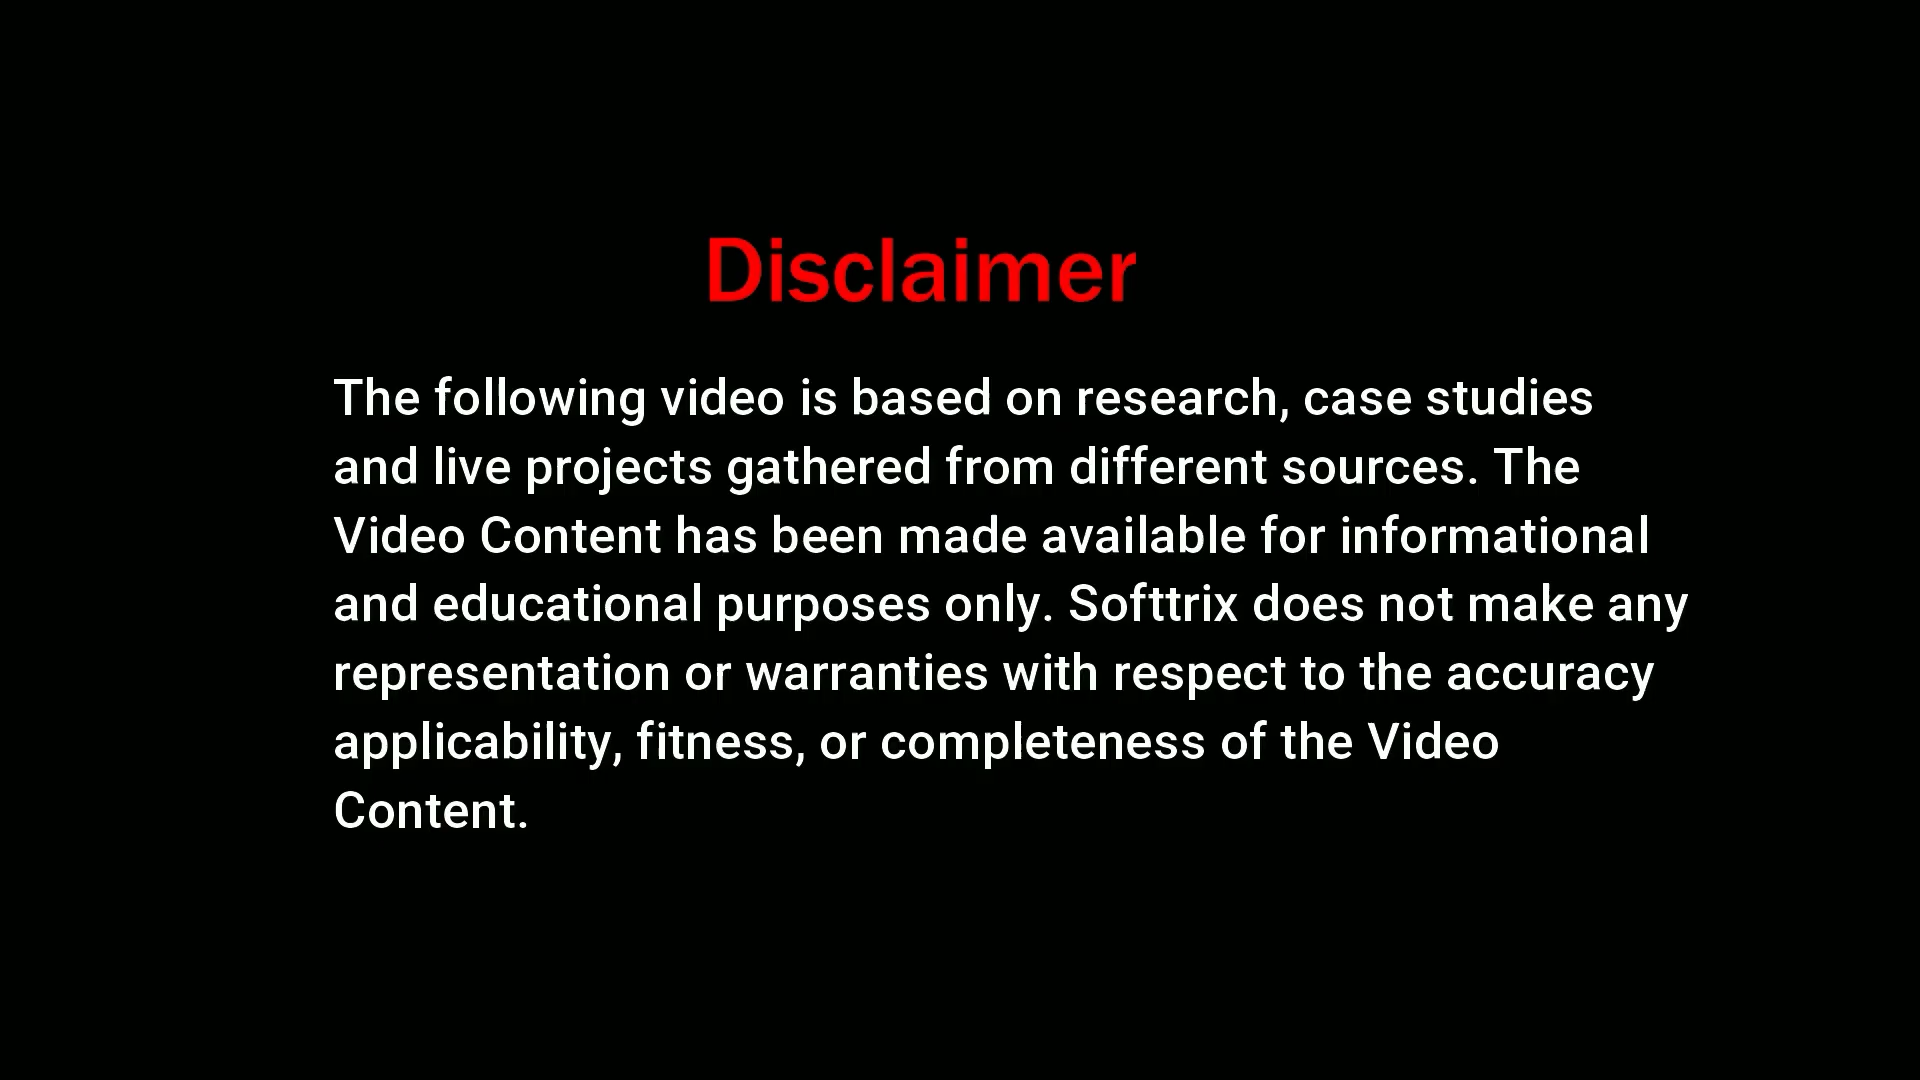 Disclaimer
The following video is based on research, case studies
and live projects gathered from different sources. The
Video Content has been made available for informational
and educational purposes only. Softtrix does not make any
representation or warranties with respect to the accuracy
applicability, fitness, or completeness of the Video
Content.